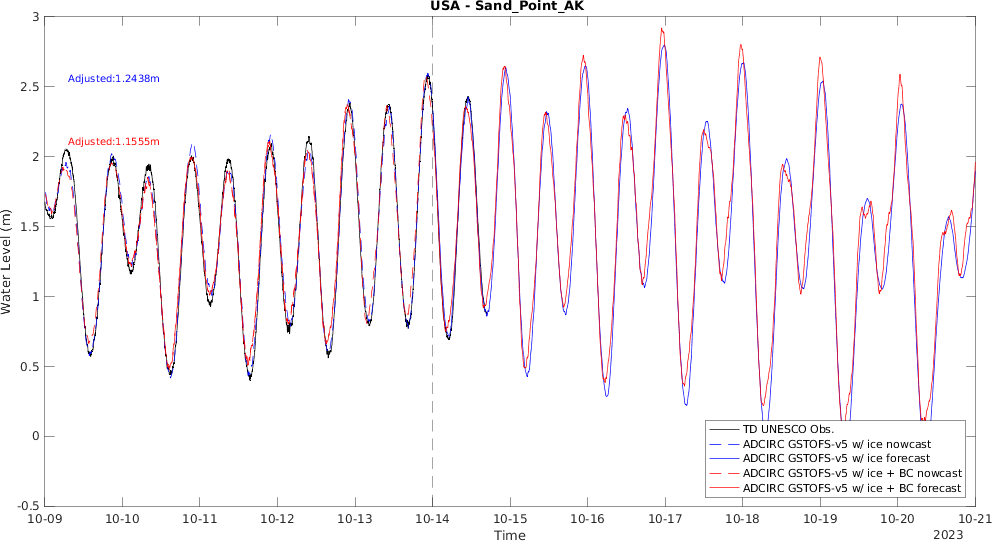 USA - Sand_Point_AK
3
2.5
2
1.5
1
0.5
0
-0.5
Water Level (m)
Adjusted:1.2438m
Adjusted:1.1555m
TD UNESCO Obs.
ADCIRC GSTOFS-v5 w/ ice nowcast
ADCIRC GSTOFS-v5 w/ ice forecast
ADCIRC GSTOFS-v5 w/ ice + BC nowcast
ADCIRC GSTOFS-v5 w/ ice + BC forecast
10-09 10-10 10-11 10-12 10-13 10-14 10-15 10-16 10-17 10-18 10-19 10-20 10-21
Time
2023